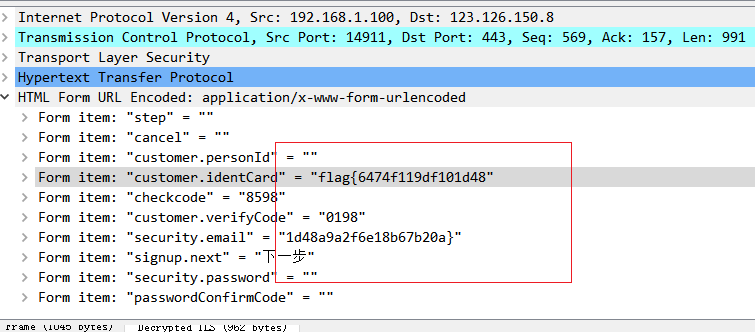 Internet Protocol Version 4, Src: 192.168.1.100, Dst: 123.126.150.8
Transmission Control Protocol, Src Port: 14911, Dst Port: 443, Seq: 569, Ack: 157, Len: 991
Transport Layer Security
Hypertext Transfer Protocol
HTML Form URL Encoded: application/x-www-form-urlencoded
Form item: "step" = ""
Form item: "cancel" = ""
Form item: "customer.personId" = ""
Form item: "customer.identCard" = "flag{6474f119df101d48"
Form item: "checkcode" = "8598"
Form item: "customer.verifyCode" = "0198"
Form item: "security.email" = "1d48a9a2f6e18b67b20a}"
Form item: "signup.next" = "下一步"
Form item: "security.password" = ""
Form item: "passwordConfirmCode" = ""
Frame (1045 bytes) Decrypted TLS (962 bytes)